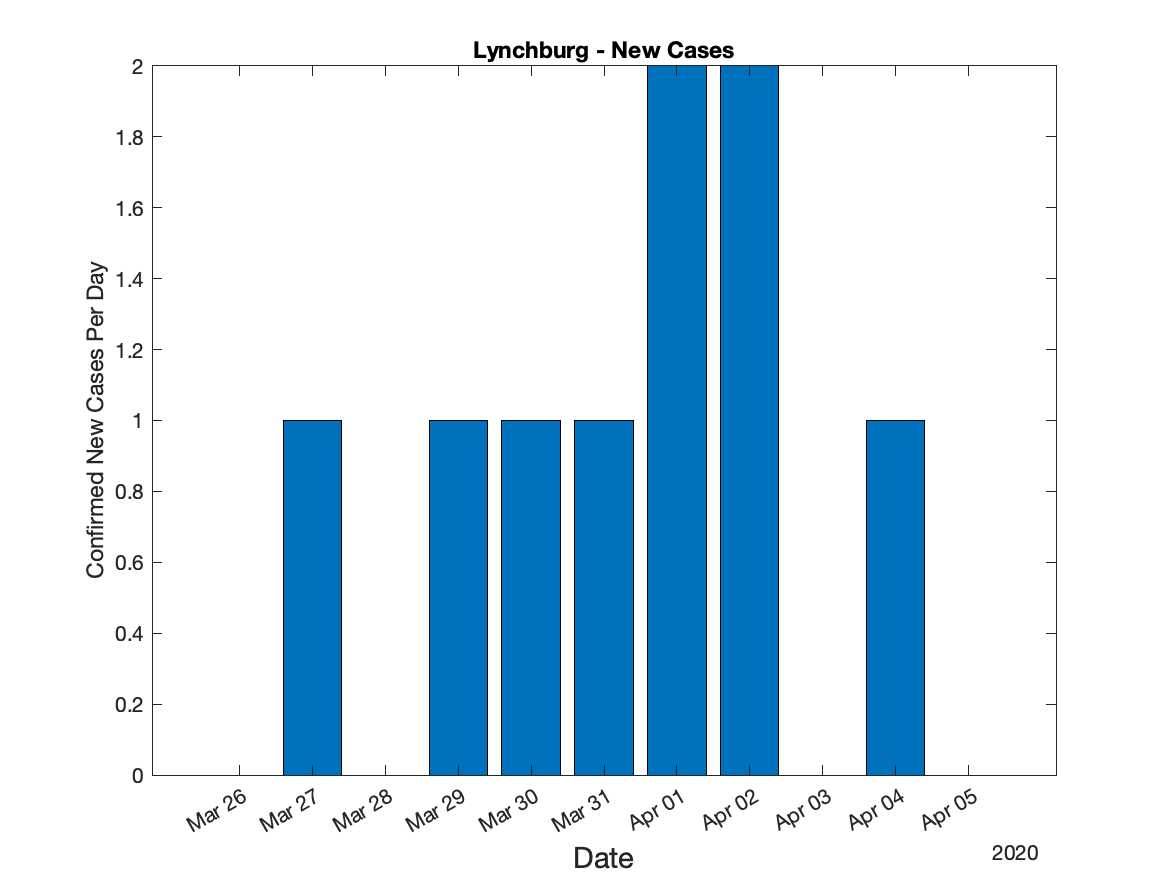 Lynchburg - New Cases
2
1.8
1.6
1.4
1.2
1
0.8
0.6
0.4
0.2
0
Confirmed New Cases Per Day
Mar 26
Mar 27
Mar 28
Mar 29
Mar 30
Mar 31
Apr 01
Apr 02
Apr 03
Apr 04
Apr 05
Date
2020